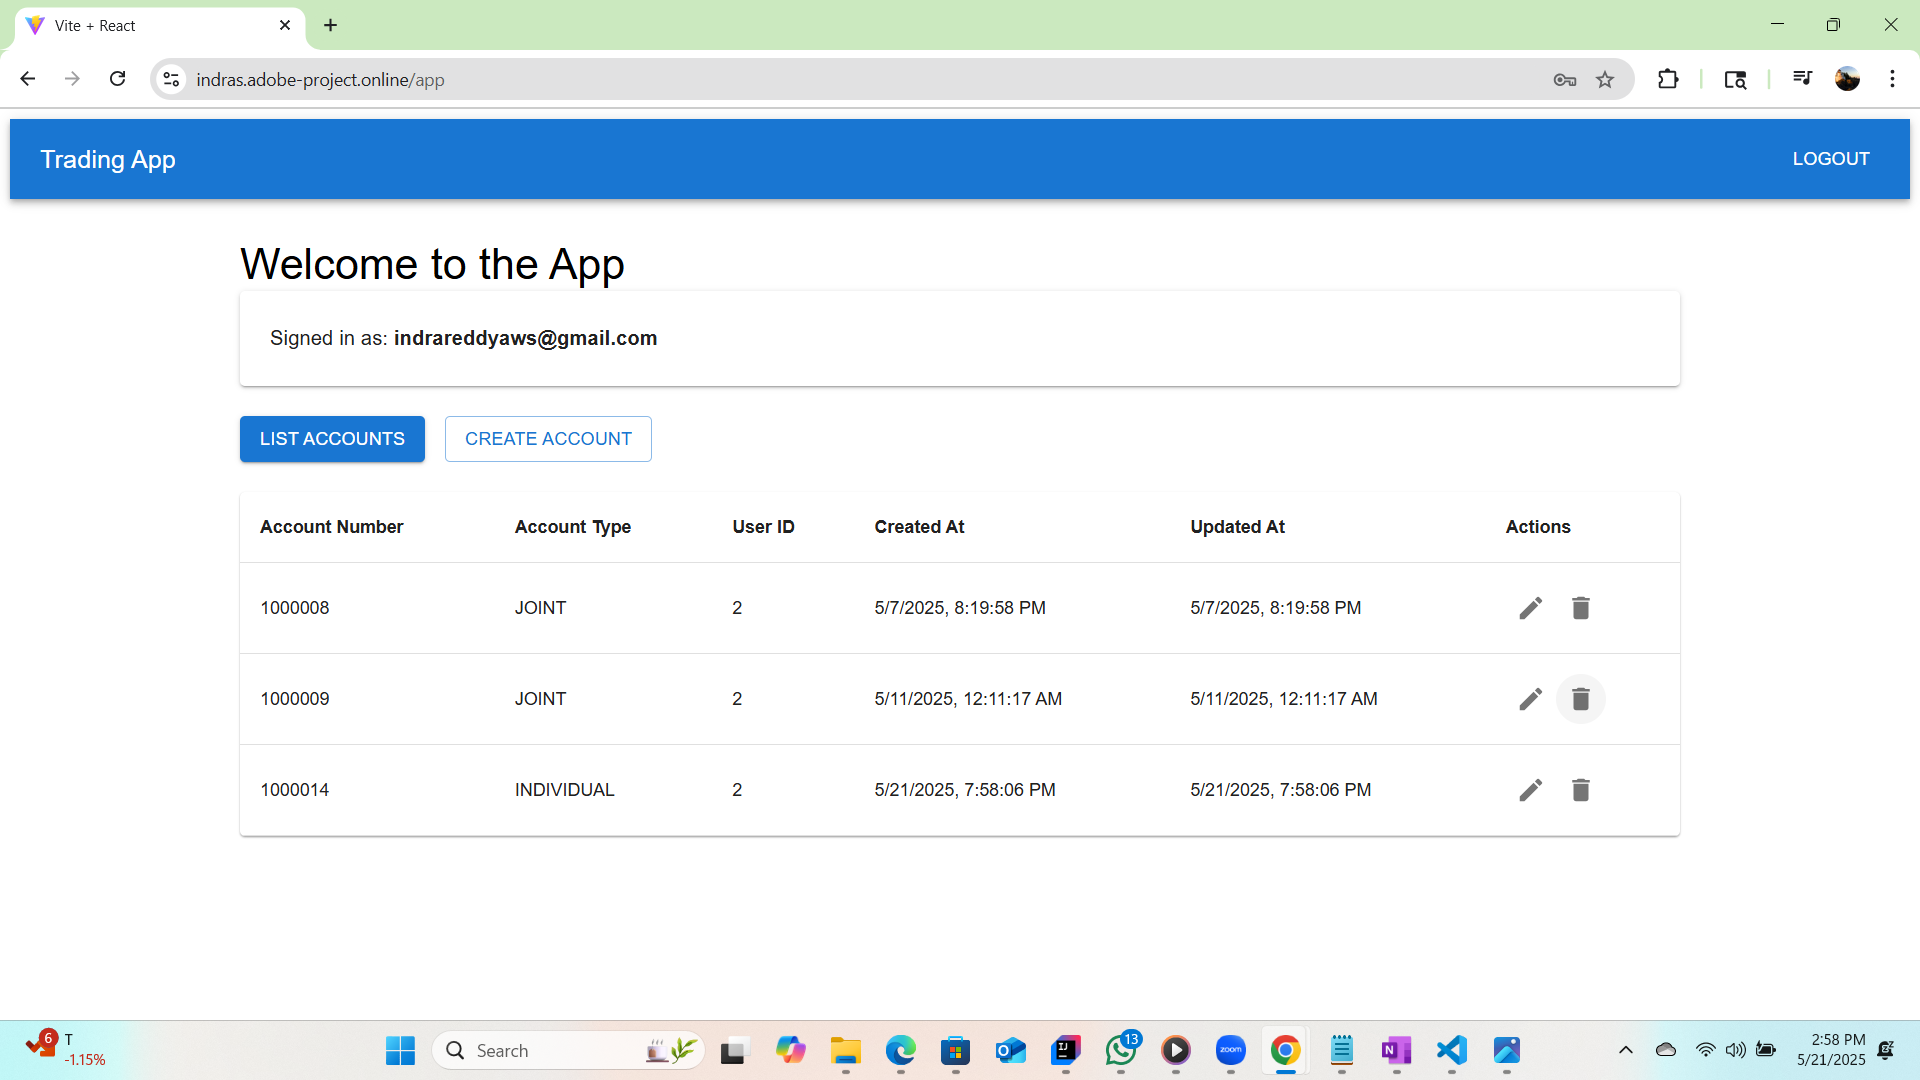 Vite + React
indras.adobe-project.online/app
Trading App
LOGOUT
Welcome to the App
Signed in as: indrareddyaws@gmail.com
LIST ACCOUNTS
CREATE ACCOUNT
Account Number Account Type User ID Created At Updated At Actions
1000008 JOINT 2 5/7/2025, 8:19:58 PM 5/7/2025, 8:19:58 PM
1000009 JOINT 2 5/11/2025, 12:11:17 AM 5/11/2025, 12:11:17 AM
1000014 INDIVIDUAL 2 5/21/2025, 7:58:06 PM 5/21/2025, 7:58:06 PM
6 T
-1.15%
Search
IJ
13
zoom
N
2:58 PM
5/21/2025